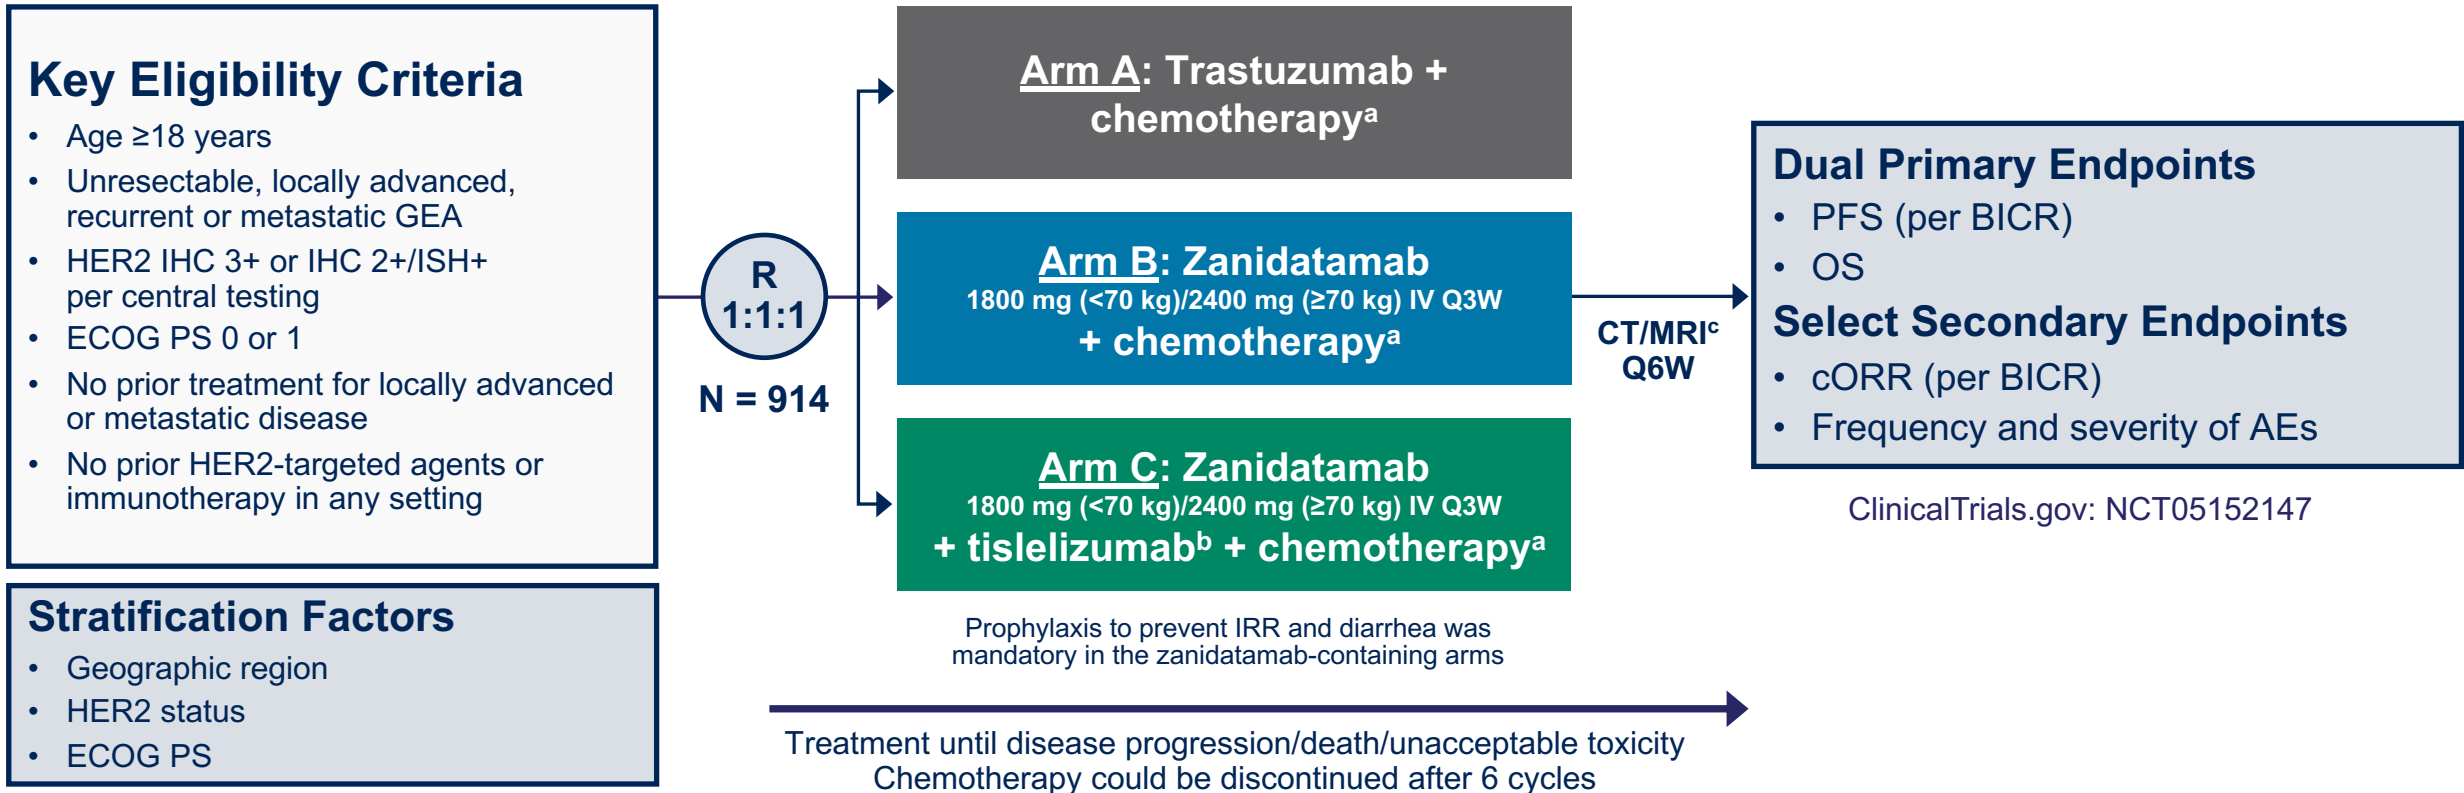 Key Eligibility Criteria
• Age ≥18 years
• Unresectable, locally advanced,
recurrent or metastatic GEA
• HER2 IHC 3+ or IHC 2+/ISH+
per central testing
• ECOG PS 0 or 1
• No prior treatment for locally advanced
or metastatic disease
• No prior HER2-targeted agents or
immunotherapy in any setting
Stratification Factors
• Geographic region
• HER2 status
• ECOG PS
R
1:1:1
N = 914
Arm A: Trastuzumab +
chemotherapyᵃ
Arm B: Zanidatamab
1800 mg (<70 kg)/2400 mg (≥70 kg) IV Q3W
+ chemotherapyᵃ
Arm C: Zanidatamab
1800 mg (<70 kg)/2400 mg (≥70 kg) IV Q3W
+ tislelizumabᵇ + chemotherapyᵃ
Prophylaxis to prevent IRR and diarrhea was
mandatory in the zanidatamab-containing arms
Treatment until disease progression/death/unacceptable toxicity
Chemotherapy could be discontinued after 6 cycles
CT/MRIᶜ
Q6W
Dual Primary Endpoints
• PFS (per BICR)
• OS
Select Secondary Endpoints
• cORR (per BICR)
• Frequency and severity of AEs
ClinicalTrials.gov: NCT05152147